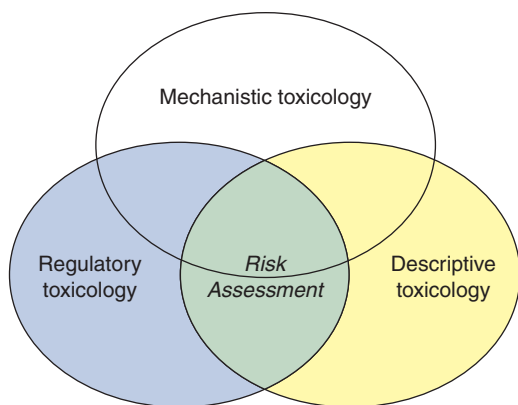 Mechanistic toxicology
Regulatory
toxicology
Risk
Assessment
Descriptive
toxicology